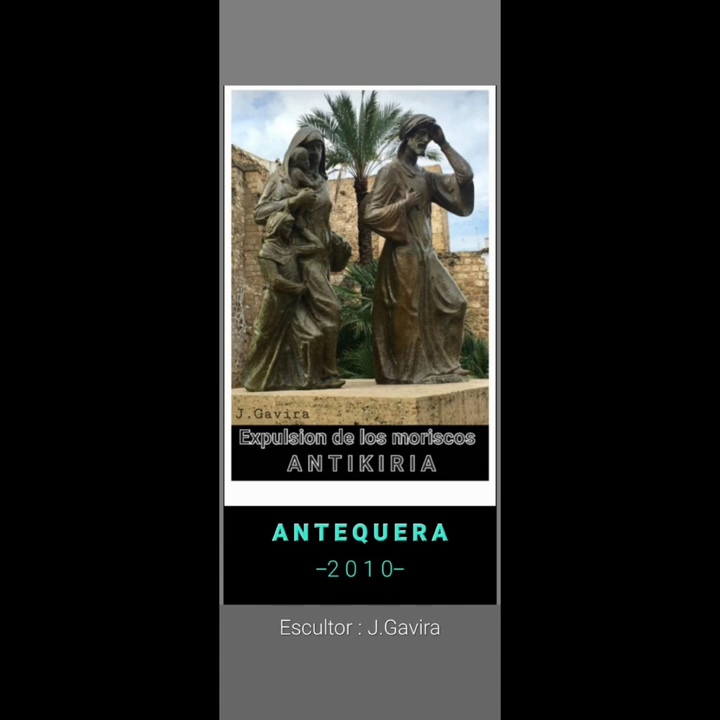 J.Gavira
Expulsion de los moriscos
ANTIKIRIA
ANTEQUERA
-2010-
Escultor : J.Gavira